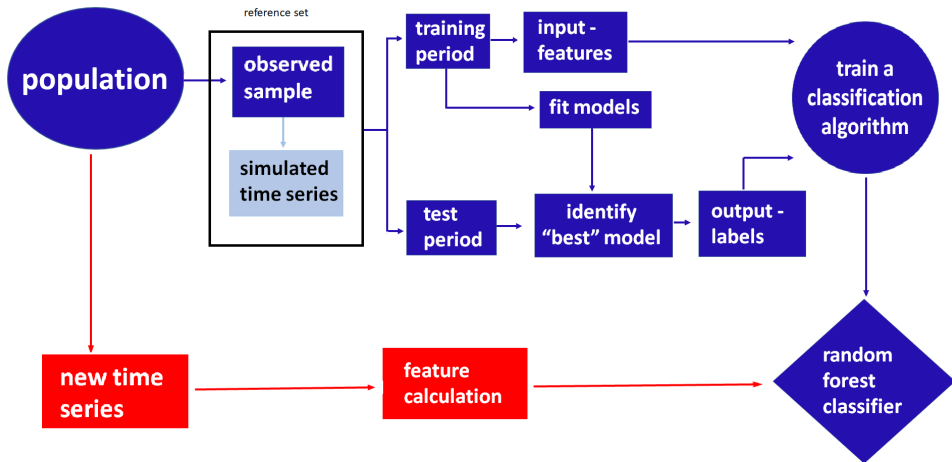 reference set
population
observed
sample
simulated
time series
training
period
input -
features
fit models
test
period
identify
“best” model
output -
labels
train a
classification
algorithm
new time
series
feature
calculation
random
forest
classifier